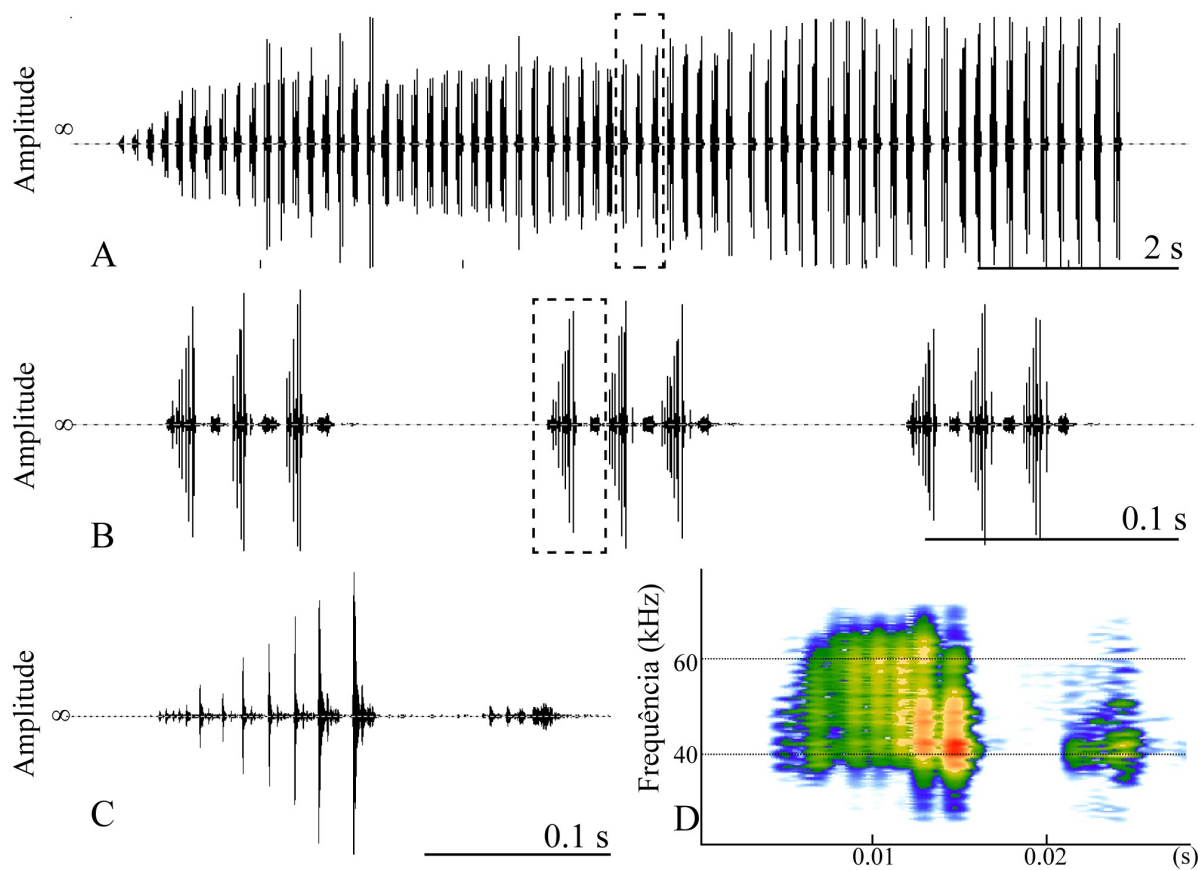 Amplitude
∞
A
2 s
Amplitude
∞
B
0.1 s
Amplitude
∞
C
0.1 s
Frequência (kHz)
60
40
D
0.01
0.02
(s)